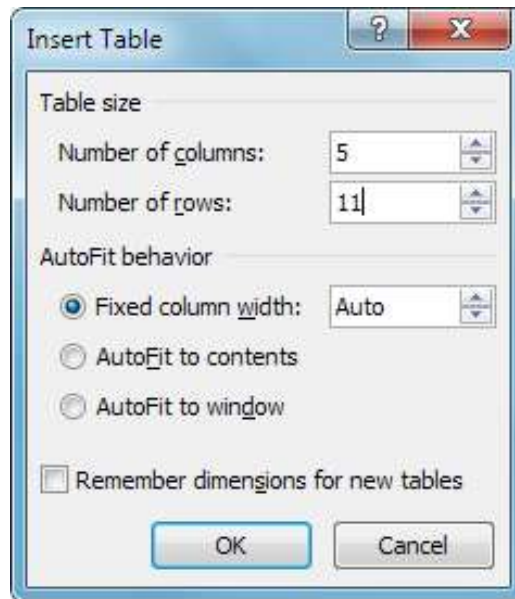 Insert Table ?
Table size
Number of columns: 5
Number of rows: 11
AutoFit behavior
Fixed column width: Auto
AutoFit to contents
AutoFit to window
Remember dimensions for new tables
OK Cancel